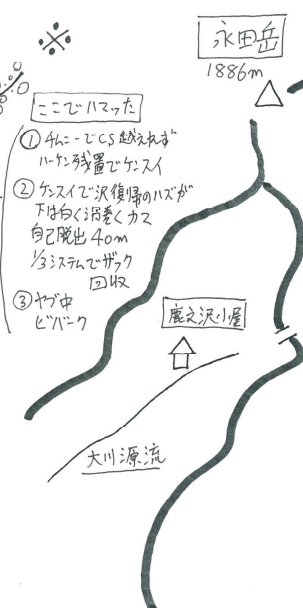 永田岳
1886m
ここでハマった
① チムニーでCS越えれず
ハーケン残置でケンスイ
② ケンスイで沢復帰のハズが
下は白く渦巻くカマ
自己脱出40m
1/3システムでザック
回収
③ ヤブ中
ビバーク
鹿之沢小屋
大川源流